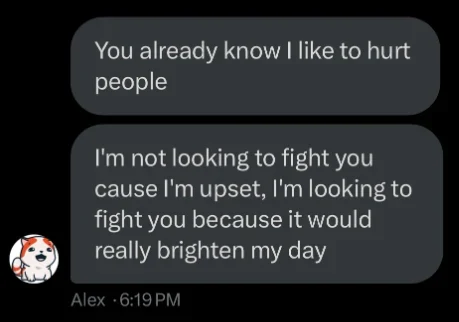 You already know I like to hurt
people
I'm not looking to fight you
cause I'm upset, I'm looking to
fight you because it would
really brighten my day
Alex · 6:19 PM